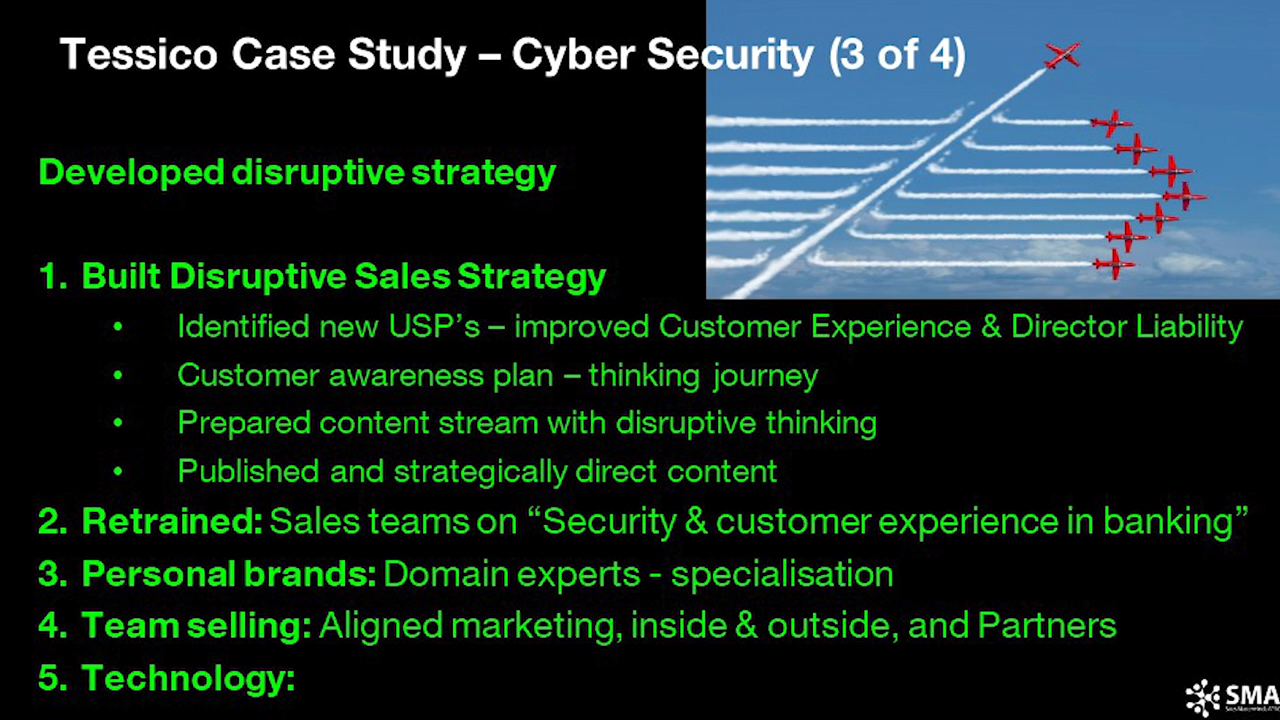 Tessico Case Study – Cyber Security (3 of 4)
Developed disruptive strategy
1. Built Disruptive Sales Strategy
• Identified new USP's – improved Customer Experience & Director Liability
• Customer awareness plan – thinking journey
• Prepared content stream with disruptive thinking
• Published and strategically direct content
2. Retrained: Sales teams on “Security & customer experience in banking”
3. Personal brands: Domain experts - specialisation
4. Team selling: Aligned marketing, inside & outside, and Partners
5. Technology:
SMA